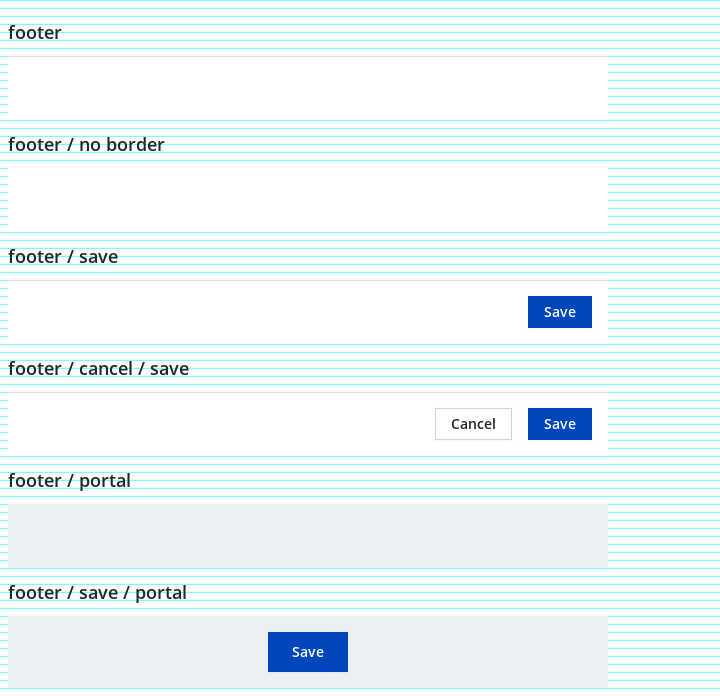 footer
footer / no border
footer / save
Save
footer / cancel / save
Cancel Save
footer / portal
footer / save / portal
Save